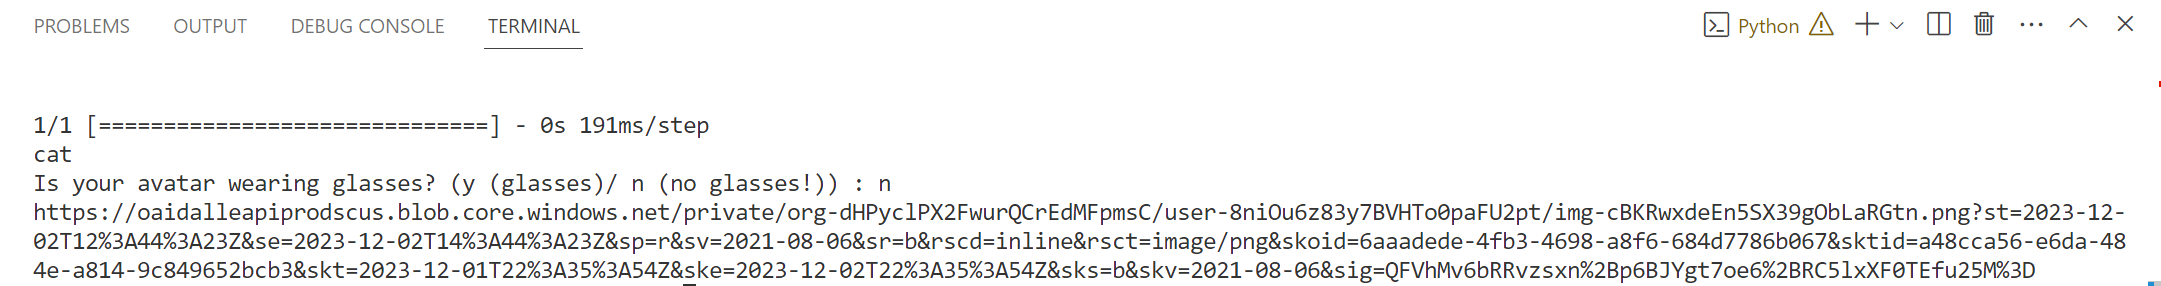 PROBLEMS OUTPUT DEBUG CONSOLE TERMINAL Python
1/1 [==============================] - 0s 191ms/step
cat
Is your avatar wearing glasses? (y (glasses)/ n (no glasses!)) : n
https://oaidalleapiprodscus.blob.core.windows.net/private/org-dHPyclPX2FwurQCrEdMFpmsC/user-8niOu6z83y7BVHTo0paFU2pt/img-cBKRwxdeEn5SX39gObLaRGtn.png?st=2023-12-
02T12%3A44%3A23Z&se=2023-12-02T14%3A44%3A23Z&sp=r&sv=2021-08-06&sr=b&rscd=inline&rsct=image/png&skoid=6aaadede-4fb3-4698-a8f6-684d7786b067&sktid=a48cca56-e6da-48
4e-a814-9c849652bcb3&skt=2023-12-01T22%3A35%3A54Z&ske=2023-12-02T22%3A35%3A54Z&sks=b&skv=2021-08-06&sig=QFVhMv6bRRvzsxn%2Bp6BJYgt7oe6%2BRC5lxXF0TEfu25M%3D